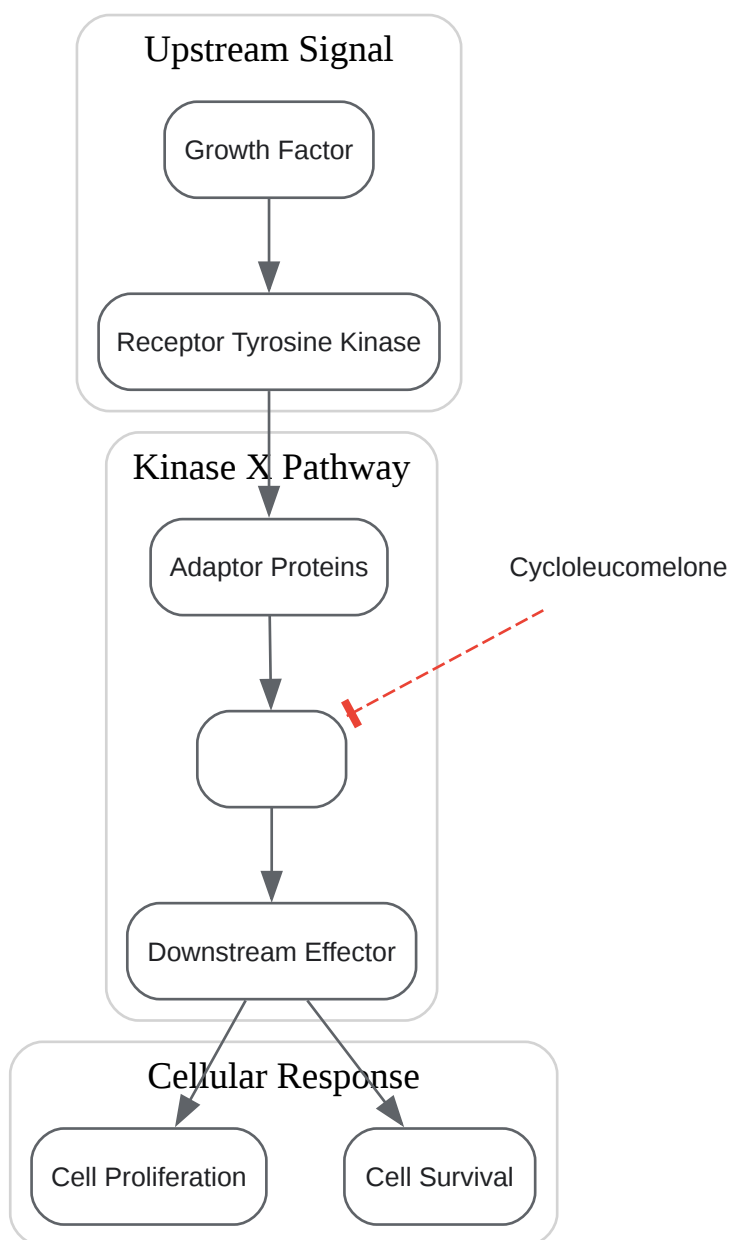 Upstream Signal
Growth Factor
Receptor Tyrosine Kinase
Kinase X Pathway
Adaptor Proteins
Cycloleucomelone
Downstream Effector
Cellular Response
Cell Proliferation
Cell Survival